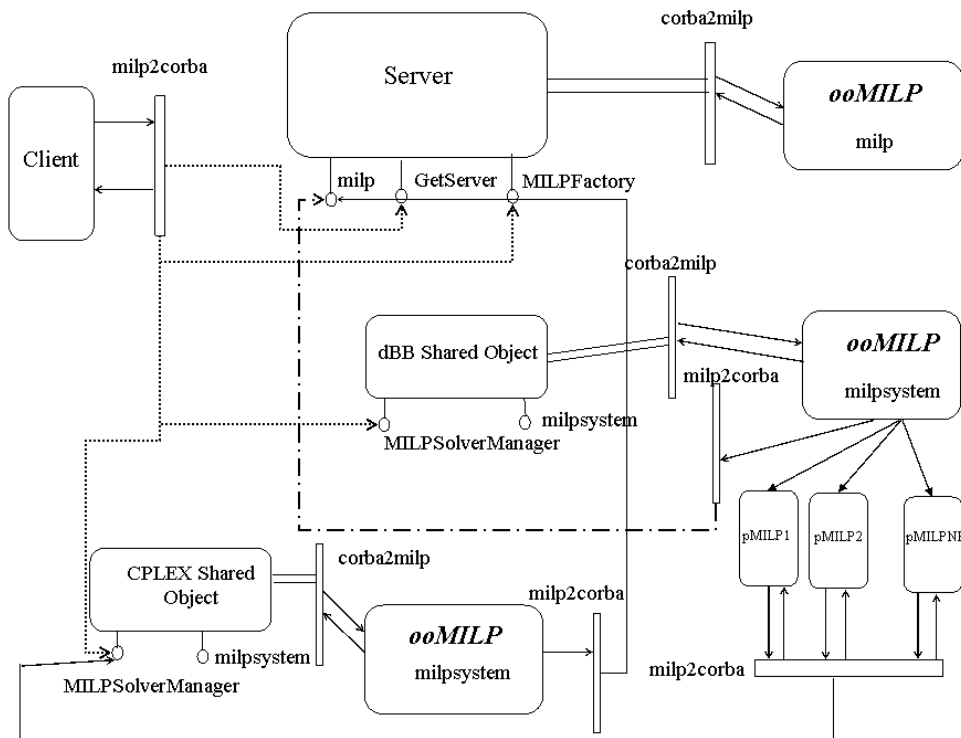 corba2milp
Server
milp2corba
ooMILP
milp
Client
milp
GetServer
MILPFactory
corba2milp
dBB Shared Object
ooMILP
milpsystem
milp2corba
milpsystem
MILPSolverManager
pMILP1
pMILP2
pMILPNP
corba2milp
CPLEX Shared
Object
milp2corba
ooMILP
milpsystem
milpsystem
milp2corba
MILPSolverManager